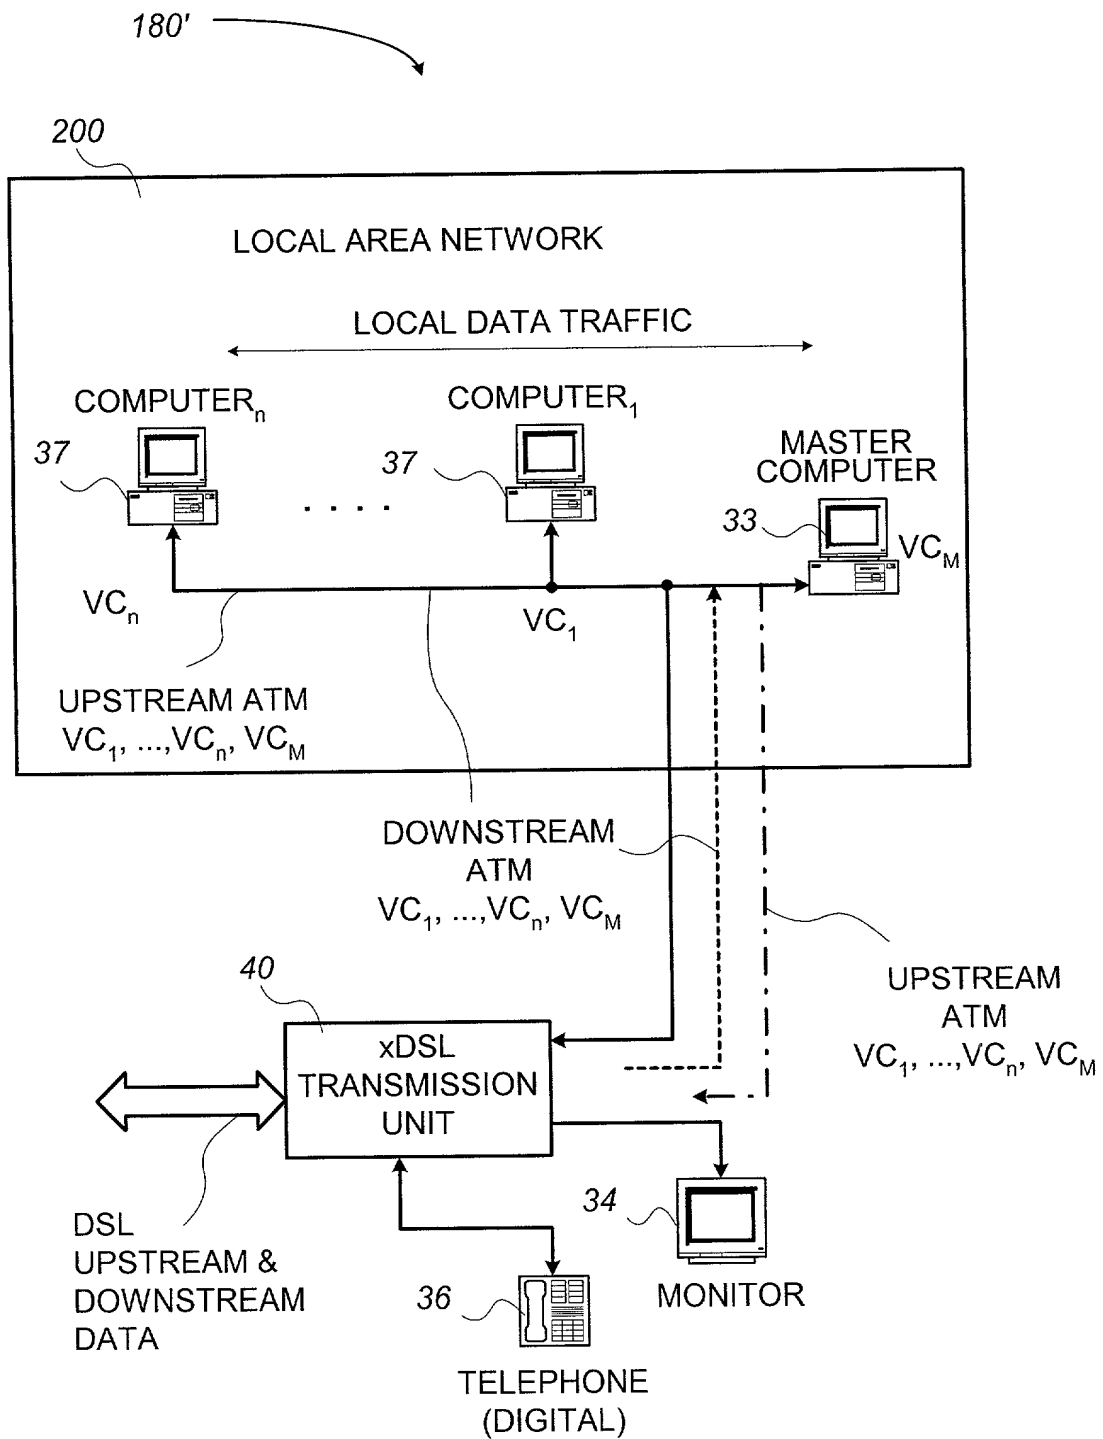 180'
200
LOCAL AREA NETWORK
LOCAL DATA TRAFFIC
COMPUTERn
COMPUTER1
MASTER
COMPUTER
37
37
33
. . . .
VCM
VCn
VC1
UPSTREAM ATM
VC1, ...,VCn, VCM
DOWNSTREAM
ATM
VC1, ...,VCn, VCM
UPSTREAM
ATM
VC1, ...,VCn, VCM
40
xDSL
TRANSMISSION
UNIT
34
MONITOR
DSL
UPSTREAM &
DOWNSTREAM
DATA
36
TELEPHONE
(DIGITAL)